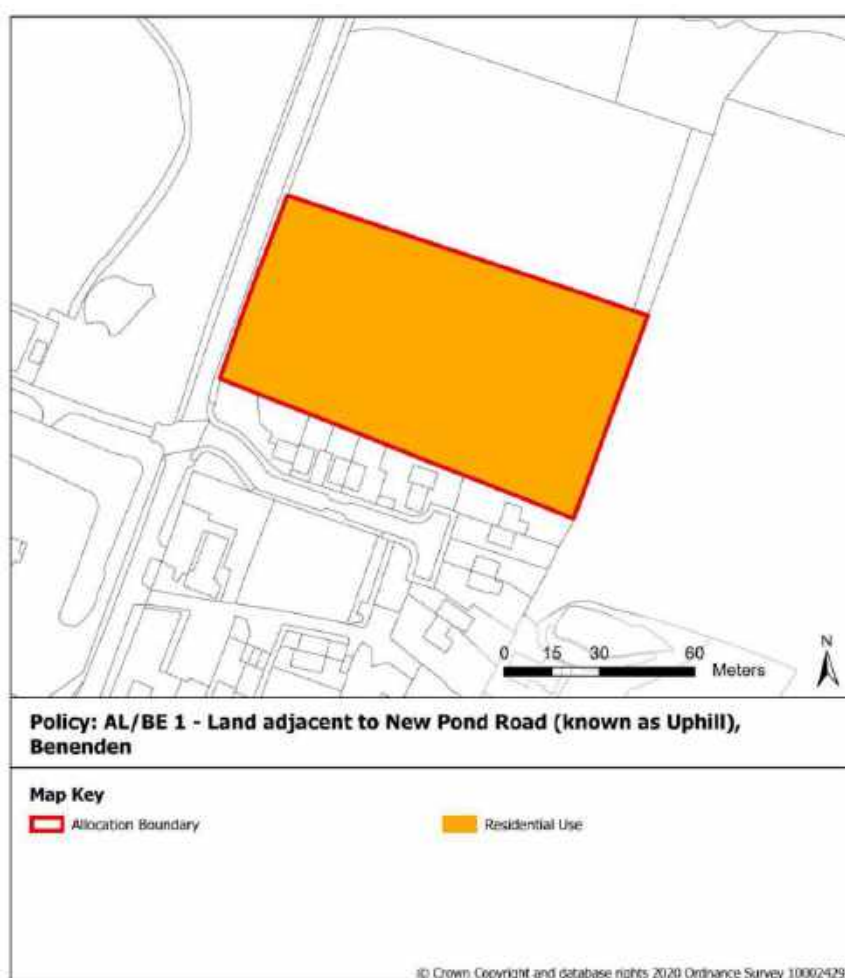 0 15 30 60
Meters
N
Policy: AL/BE 1 - Land adjacent to New Pond Road (known as Uphill),
Benenden
Map Key
Allocation Boundary
Residential Use
© Crown Copyright and database rights 2020 Ordnance Survey 10002429